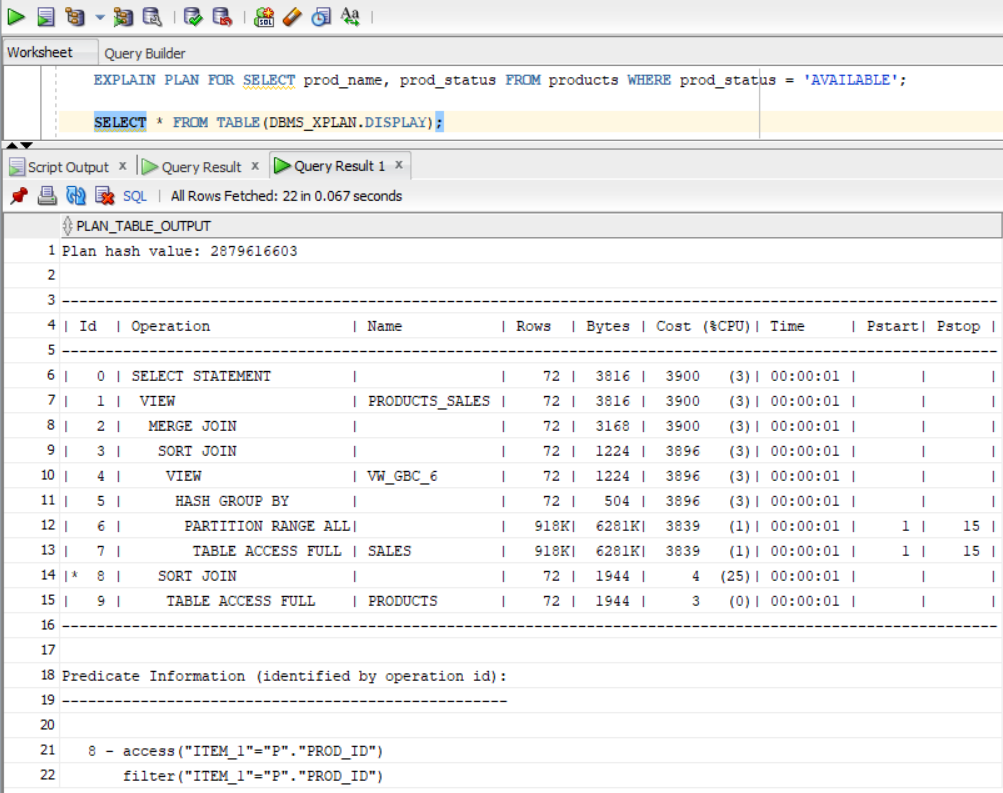 Worksheet Query Builder
EXPLAIN PLAN FOR SELECT prod_name, prod_status FROM products WHERE prod_status = 'AVAILABLE';
SELECT * FROM TABLE(DBMS_XPLAN.DISPLAY);
Script Output x Query Result x Query Result 1 x
SQL | All Rows Fetched: 22 in 0.067 seconds
PLAN_TABLE_OUTPUT
1 Plan hash value: 2879616603
2
3 ----------------------------------------------------------------------------------------------------------
4 | Id  | Operation              | Name           | Rows  | Bytes | Cost (%CPU)| Time     | Pstart| Pstop |
5 ----------------------------------------------------------------------------------------------------------
6 |   0 | SELECT STATEMENT       |                |    72 |  3816 |  3900   (3)| 00:00:01 |       |       |
7 |   1 |  VIEW                  | PRODUCTS_SALES |    72 |  3816 |  3900   (3)| 00:00:01 |       |       |
8 |   2 |   MERGE JOIN           |                |    72 |  3168 |  3900   (3)| 00:00:01 |       |       |
9 |   3 |    SORT JOIN           |                |    72 |  1224 |  3896   (3)| 00:00:01 |       |       |
10 |   4 |     VIEW               | VW_GBC_6       |    72 |  1224 |  3896   (3)| 00:00:01 |       |       |
11 |   5 |      HASH GROUP BY     |                |    72 |   504 |  3896   (3)| 00:00:01 |       |       |
12 |   6 |       PARTITION RANGE ALL|                |   918K|  6281K|  3839   (1)| 00:00:01 |     1 |    15 |
13 |   7 |        TABLE ACCESS FULL | SALES          |   918K|  6281K|  3839   (1)| 00:00:01 |     1 |    15 |
14 |*  8 |    SORT JOIN           |                |    72 |  1944 |     4  (25)| 00:00:01 |       |       |
15 |   9 |     TABLE ACCESS FULL  | PRODUCTS       |    72 |  1944 |     3   (0)| 00:00:01 |       |       |
16 ----------------------------------------------------------------------------------------------------------
17
18 Predicate Information (identified by operation id):
19 ---------------------------------------------------
20
21    8 - access("ITEM_1"="P"."PROD_ID")
22        filter("ITEM_1"="P"."PROD_ID")